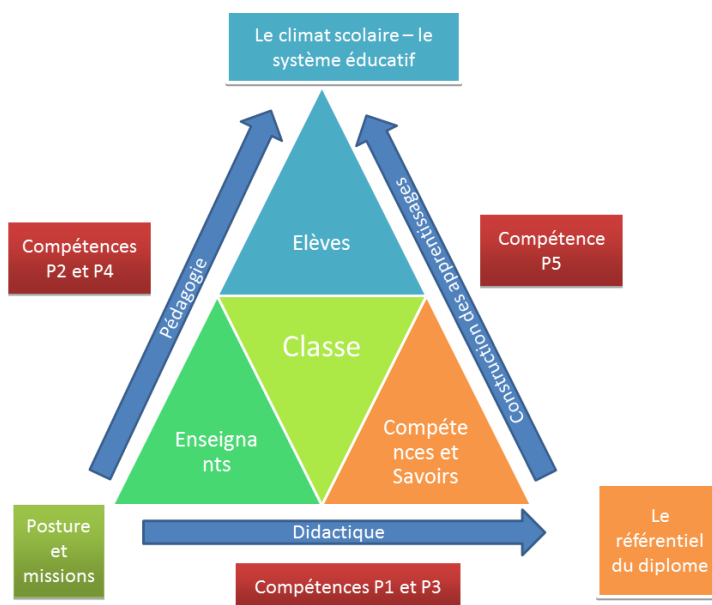 Le climat scolaire – le
système éducatif
Compétences
P2 et P4
Pédagogie
Elèves
Construction des apprentissages
Compétence
P5
Classe
Enseigna
nts
Compéte
nces et
Savoirs
Posture
et
missions
Didactique
Le
référentiel
du diplome
Compétences P1 et P3